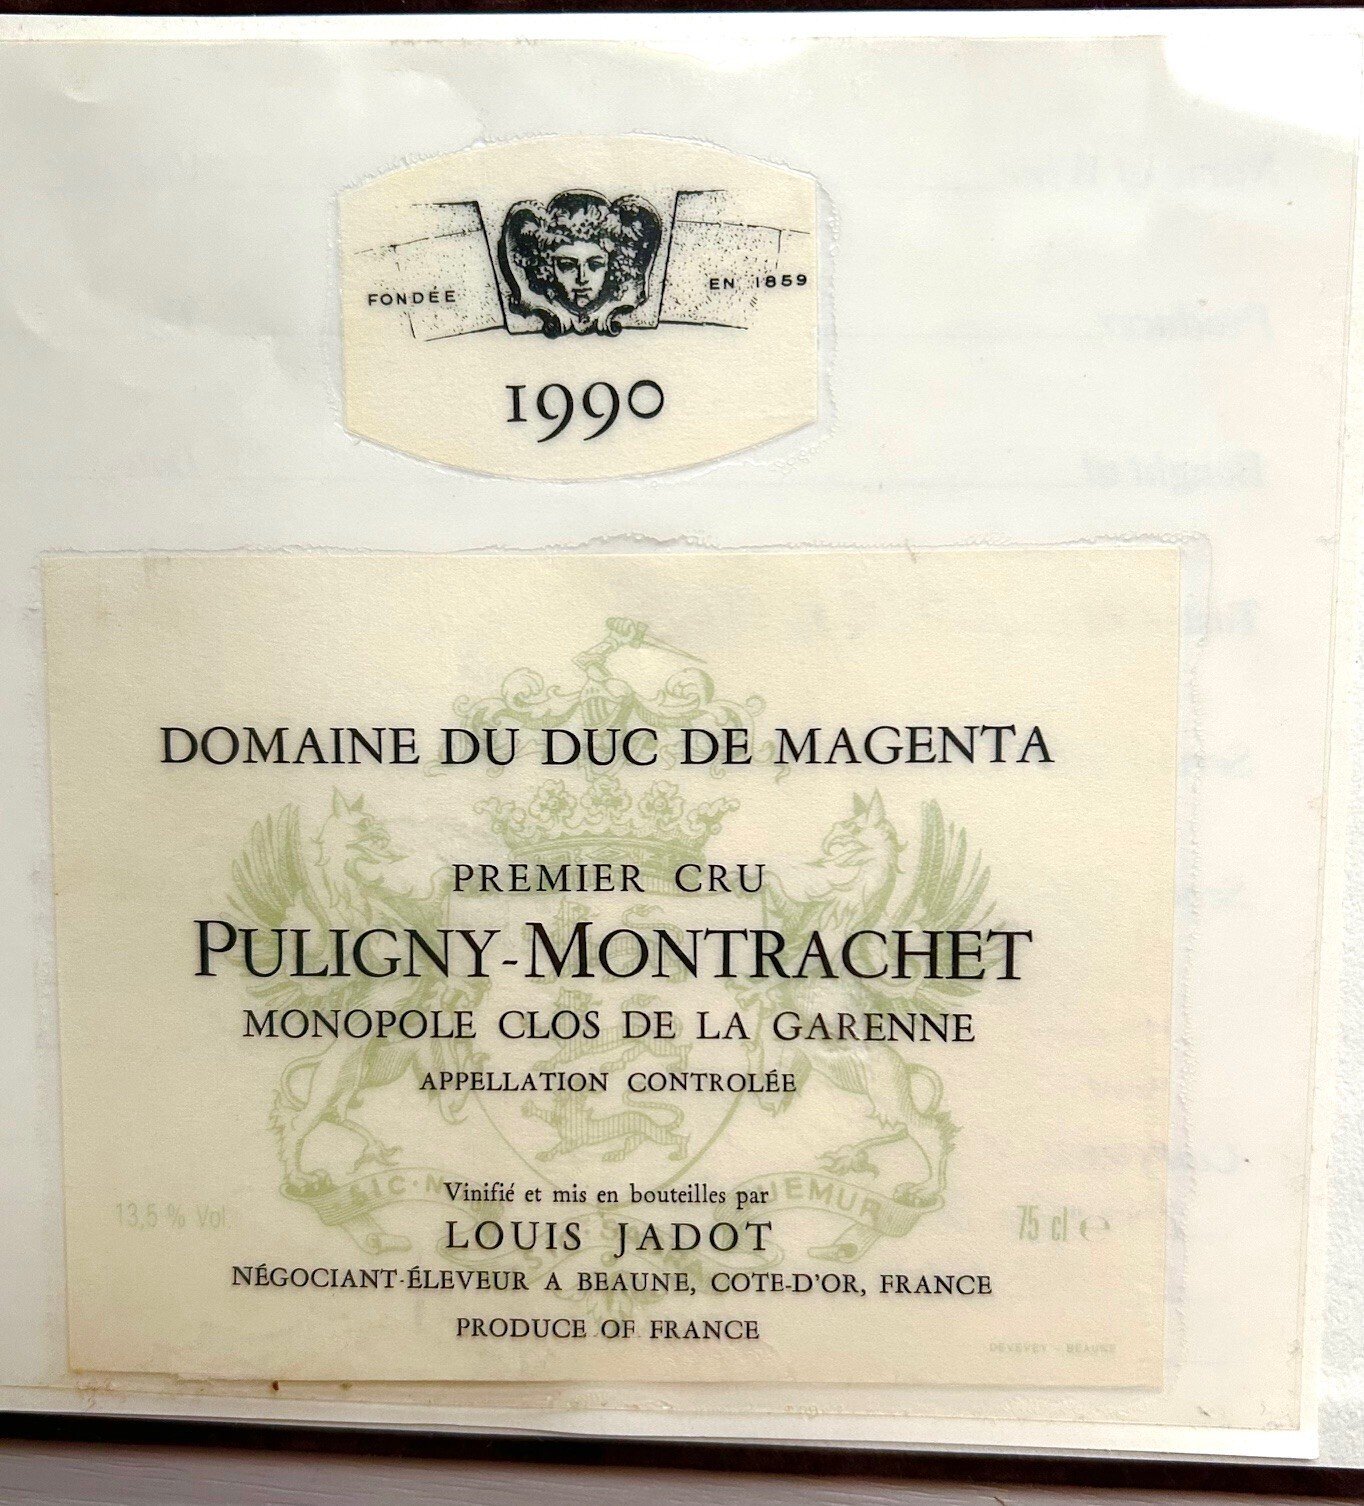 FONDÉE EN 1859
1990
DOMAINE DU DUC DE MAGENTA
PREMIER CRU
PULIGNY-MONTRACHET
MONOPOLE CLOS DE LA GARENNE
APPELLATION CONTROLÉE
Vinifié et mis en bouteilles par
13,5 % Vol 75 cl e
LOUIS JADOT
NÉGOCIANT-ÉLEVEUR A BEAUNE, COTE-D'OR, FRANCE
PRODUCE OF FRANCE
DEVEVEY - BEAUNE